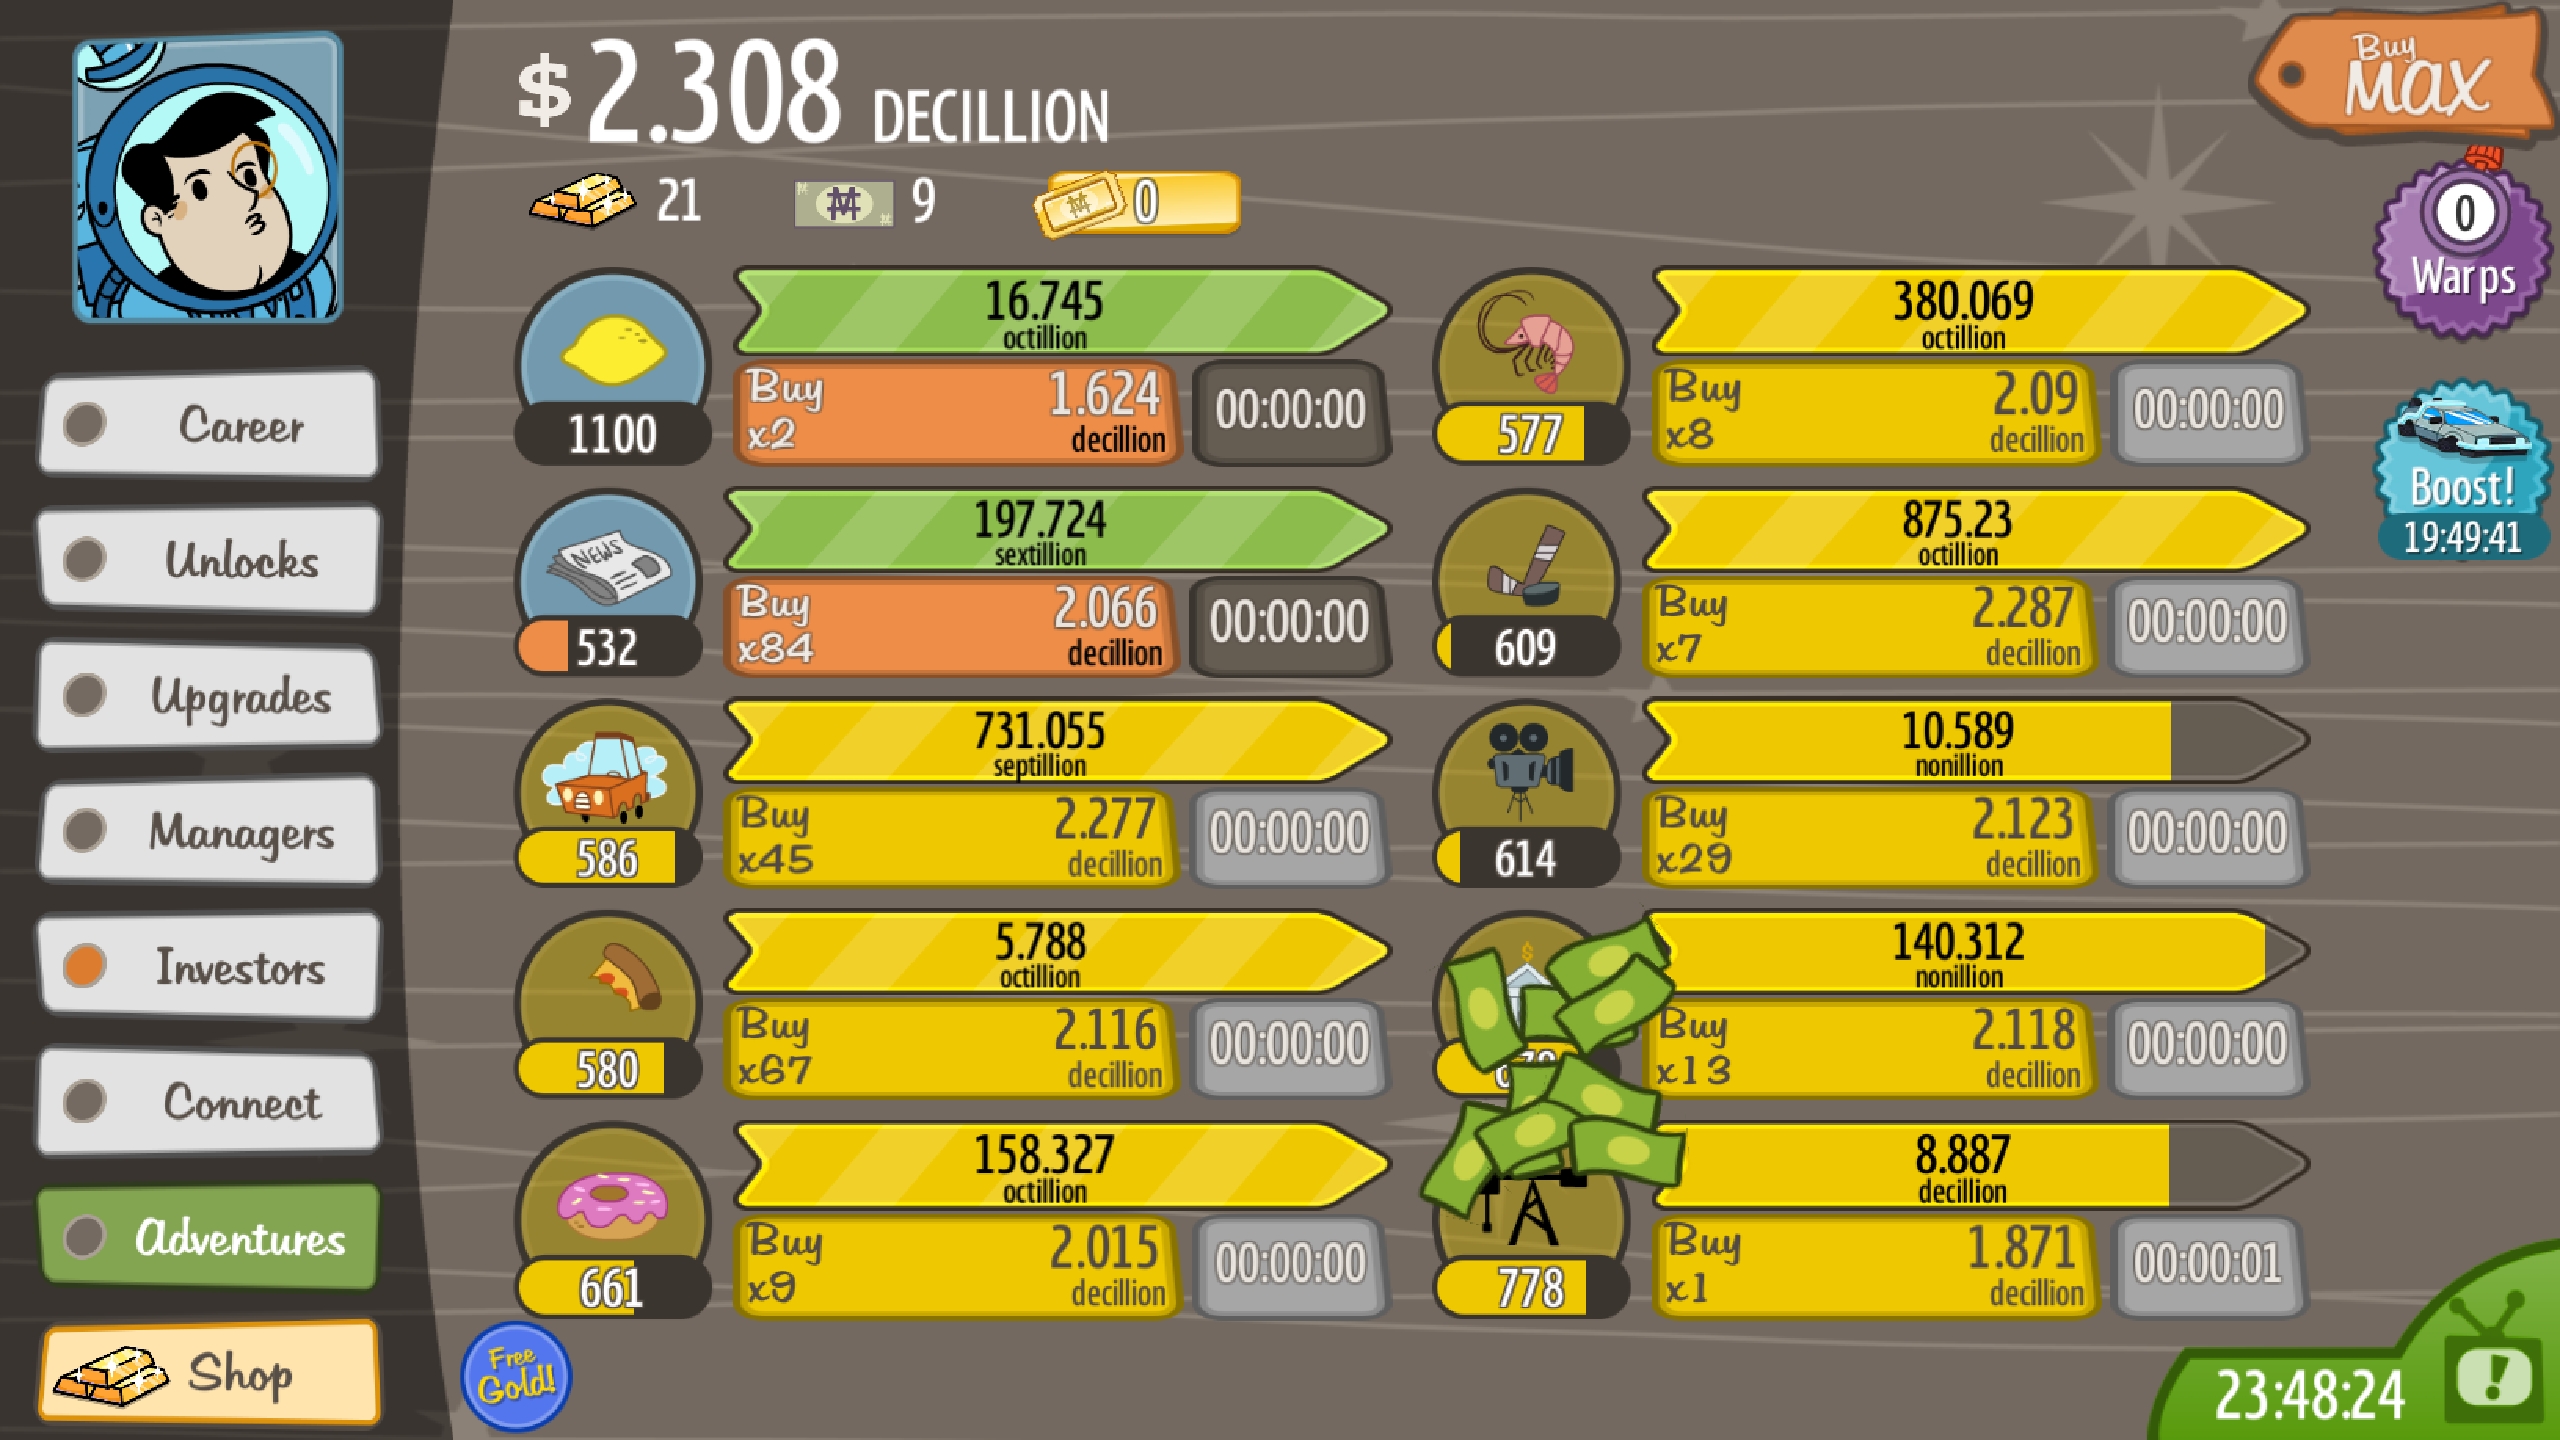 $2.308 DECILLION
Buy
MAX
21
9
0
0
Warps
Boost!
19:49:41
Career
Unlocks
Upgrades
Managers
Investors
Connect
Adventures
Shop
16.745
octillion
1100
Buy
x2
1.624
decillion
00:00:00
NEWS
197.724
sextillion
532
Buy
x84
2.066
decillion
00:00:00
731.055
septillion
586
Buy
x45
2.277
decillion
00:00:00
5.788
octillion
580
Buy
x67
2.116
decillion
00:00:00
158.327
octillion
661
Buy
x9
2.015
decillion
00:00:00
380.069
octillion
577
Buy
x8
2.09
decillion
00:00:00
875.23
octillion
609
Buy
x7
2.287
decillion
00:00:00
10.589
nonillion
614
Buy
x29
2.123
decillion
00:00:00
140.312
nonillion
Buy
x13
2.118
decillion
00:00:00
8.887
decillion
778
Buy
x1
1.871
decillion
00:00:01
Free
Gold!
23:48:24